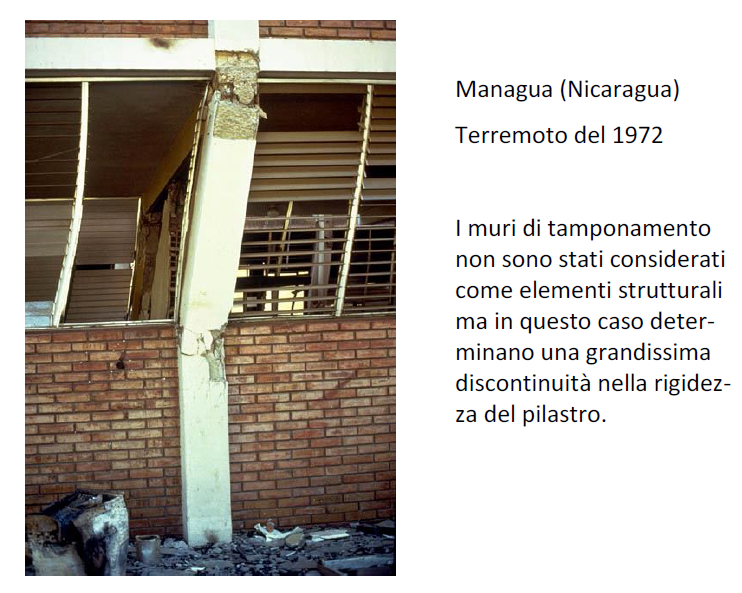 Managua (Nicaragua)
Terremoto del 1972
I muri di tamponamento
non sono stati considerati
come elementi strutturali
ma in questo caso deter-
minano una grandissima
discontinuità nella rigidez-
za del pilastro.